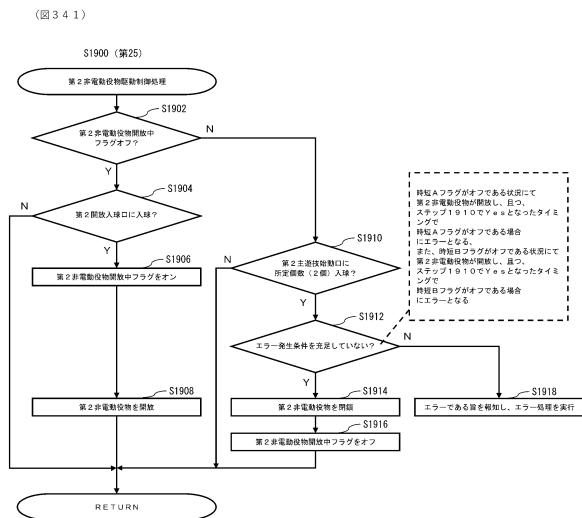 （図３４１）
S1900（第25）
第２非電動役物駆動制御処理
S1902
第２非電動役物開放中
フラグオフ？
N
Y
S1904
N
第２開放入球口に入球？
Y
S1906
第２非電動役物開放中フラグをオン
S1908
第２非電動役物を開放
S1910
N
第２主遊技始動口に
所定個数（２個）入球？
Y
S1912
エラー発生条件を充足していない？
N
Y
S1914
第２非電動役物を閉鎖
S1916
第２非電動役物開放中フラグをオフ
S1918
エラーである旨を報知し、エラー処理を実行
時短Ａフラグがオフである状況にて
第２非電動役物が開放し、且つ、
ステップ１９１０でＹｅｓとなったタイミ
ングで
時短Ａフラグがオフである場合
にエラーとなる、
また、時短Ｂフラグがオフである状況にて
第２非電動役物が開放し、且つ、
ステップ１９１０でＹｅｓとなったタイミ
ングで
時短Ｂフラグがオフである場合
にエラーとなる
ＲＥＴＵＲＮ